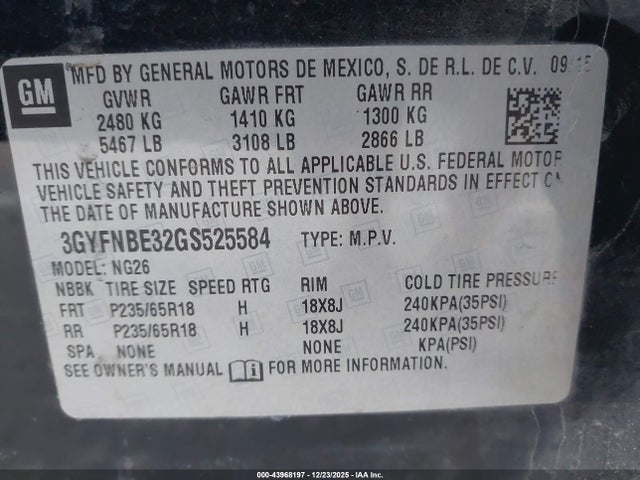 GM
MFD BY GENERAL MOTORS DE MEXICO, S. DE R.L. DE C.V. 09/15
GVWR GAWR FRT GAWR RR
2480 KG 1410 KG 1300 KG
5467 LB 3108 LB 2866 LB
THIS VEHICLE CONFORMS TO ALL APPLICABLE U.S. FEDERAL MOTOR
VEHICLE SAFETY AND THEFT PREVENTION STANDARDS IN EFFECT ON
THE DATE OF MANUFACTURE SHOWN ABOVE.
3GYFNBE32GS525584 TYPE: M.P.V.
MODEL: NG26
NBBK TIRE SIZE SPEED RTG RIM COLD TIRE PRESSURE
FRT P235/65R18 H 18X8J 240KPA(35PSI)
RR P235/65R18 H 18X8J 240KPA(35PSI)
SPA NONE NONE KPA(PSI)
SEE OWNER'S MANUAL FOR MORE INFORMATION.
000-43968197 - 12/23/2025 - IAA Inc.